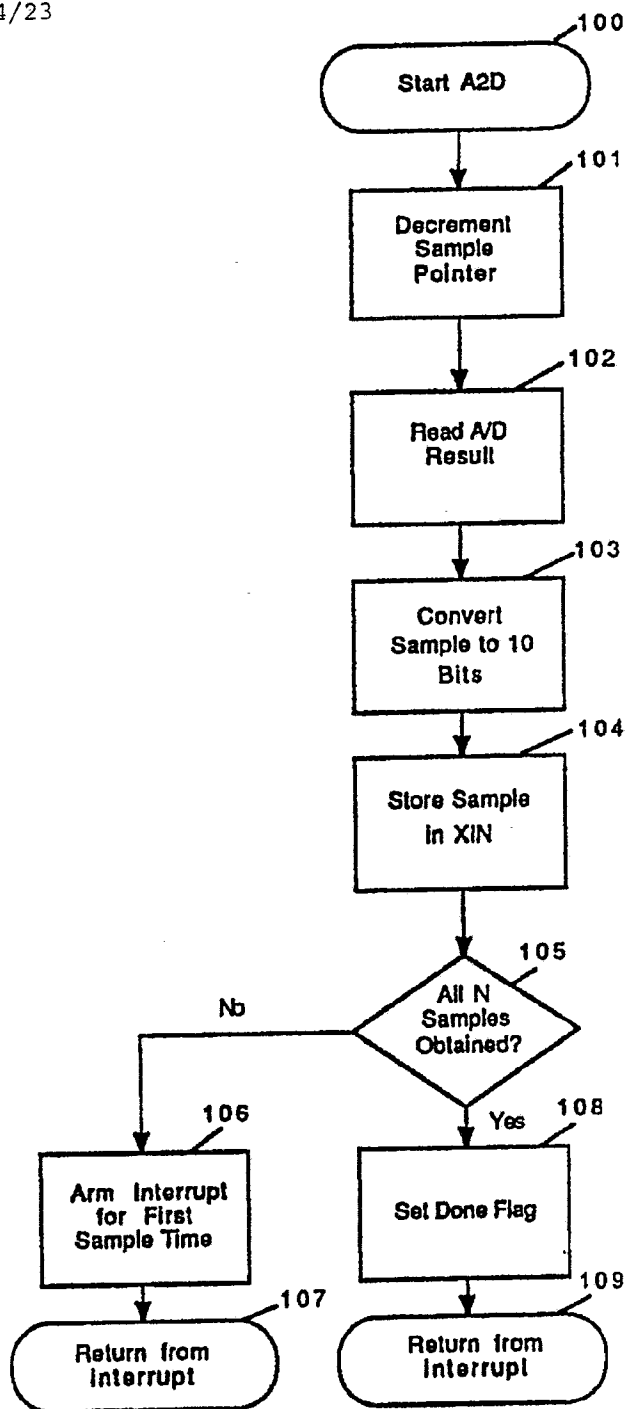 4/23
100
Start A2D
101
Decrement
Sample
Pointer
102
Read A/D
Result
103
Convert
Sample to 10
Bits
104
Store Sample
in XIN
105
All N
Samples
Obtained?
No
Yes
106
Arm Interrupt
for First
Sample Time
108
Set Done Flag
107
Return from
Interrupt
109
Return from
Interrupt